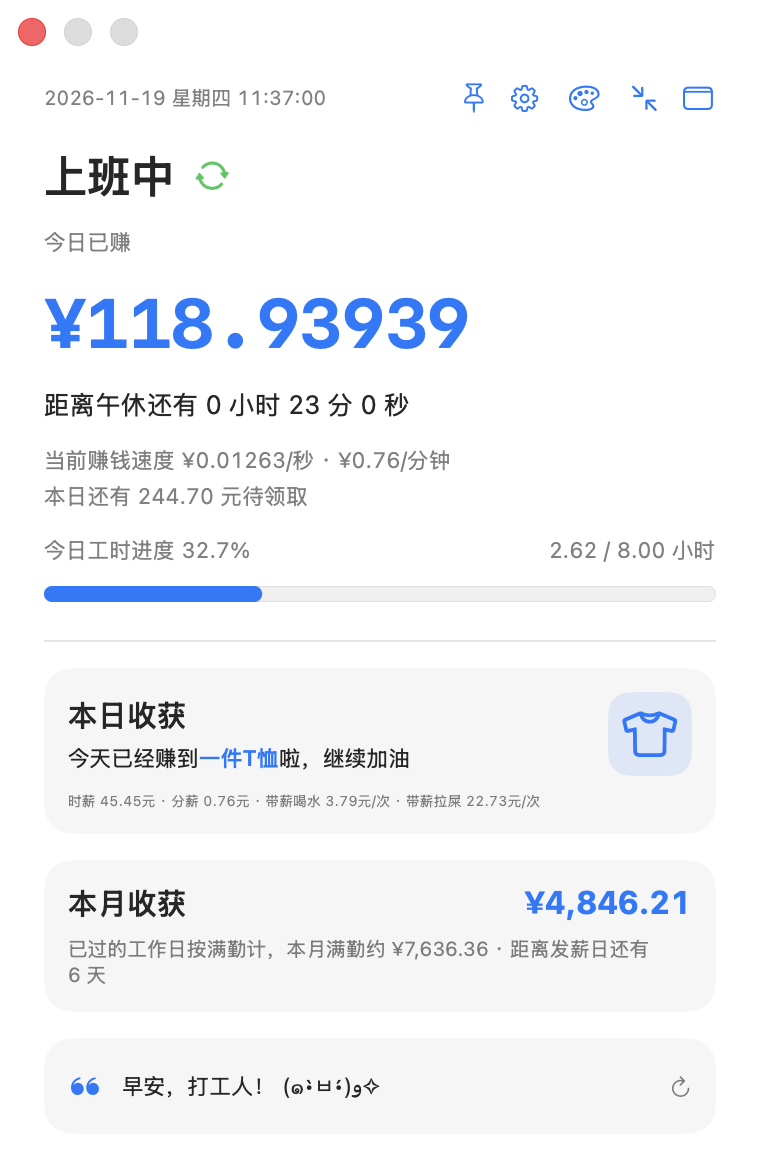 2026-11-19 星期四 11:37:00
上班中
今日已赚
¥118.93939
距离午休还有 0 小时 23 分 0 秒
当前赚钱速度 ¥0.01263/秒 · ¥0.76/分钟
本日还有 244.70 元待领取
今日工时进度 32.7% 2.62 / 8.00 小时
本日收获
今天已经赚到一件T恤啦，继续加油
时薪 45.45元 · 分薪 0.76元 · 带薪喝水 3.79元/次 · 带薪拉屎 22.73元/次
本月收获 ¥4,846.21
已过的工作日按满勤计，本月满勤约 ¥7,636.36 · 距离发薪日还有
6 天
早安，打工人！ (๑•̀ㅂ•́)و✧